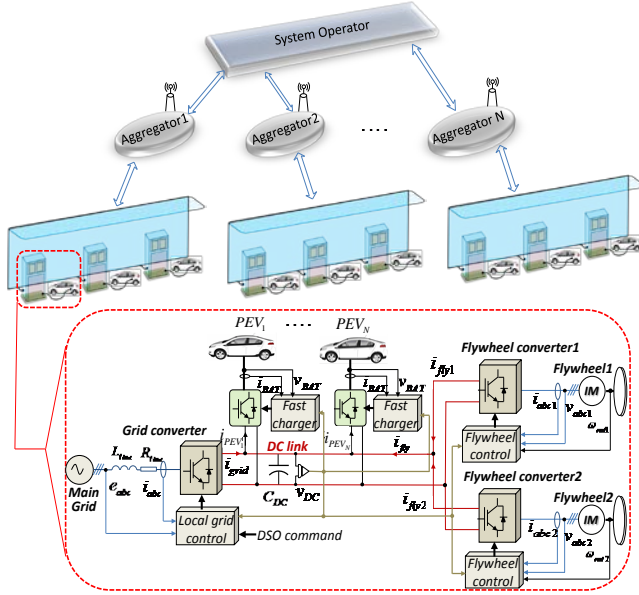 System Operator
Aggregator1
Aggregator2
....
Aggregator N
PEV1 .... PEVN
Flywheel converter1
Flywheel1
IM
iBAT
vBAT
iBAT
vBAT
Fast charger
Fast charger
ifly1
iabc1
vabc1
ωrm1
Flywheel control
Grid converter
iPEV1
DC link
iPEVN
ifly
igrid
CDC
vDC
Lline
Rline
Main Grid
eabc
iabc
Local grid control
DSO command
Flywheel converter2
Flywheel2
IM
ifly2
iabc2
vabc2
ωrm2
Flywheel control